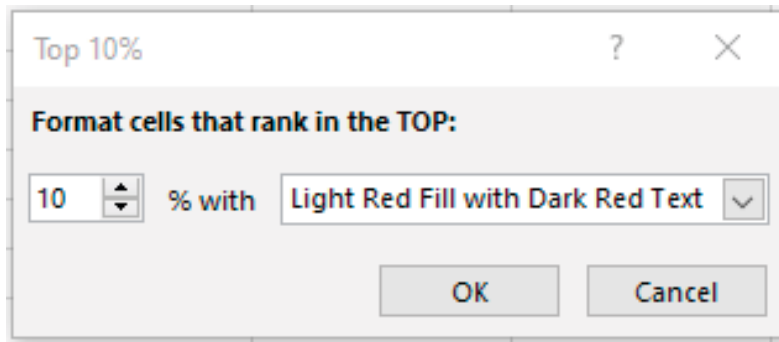 Top 10% ?
Format cells that rank in the TOP:
10 % with Light Red Fill with Dark Red Text
OK Cancel